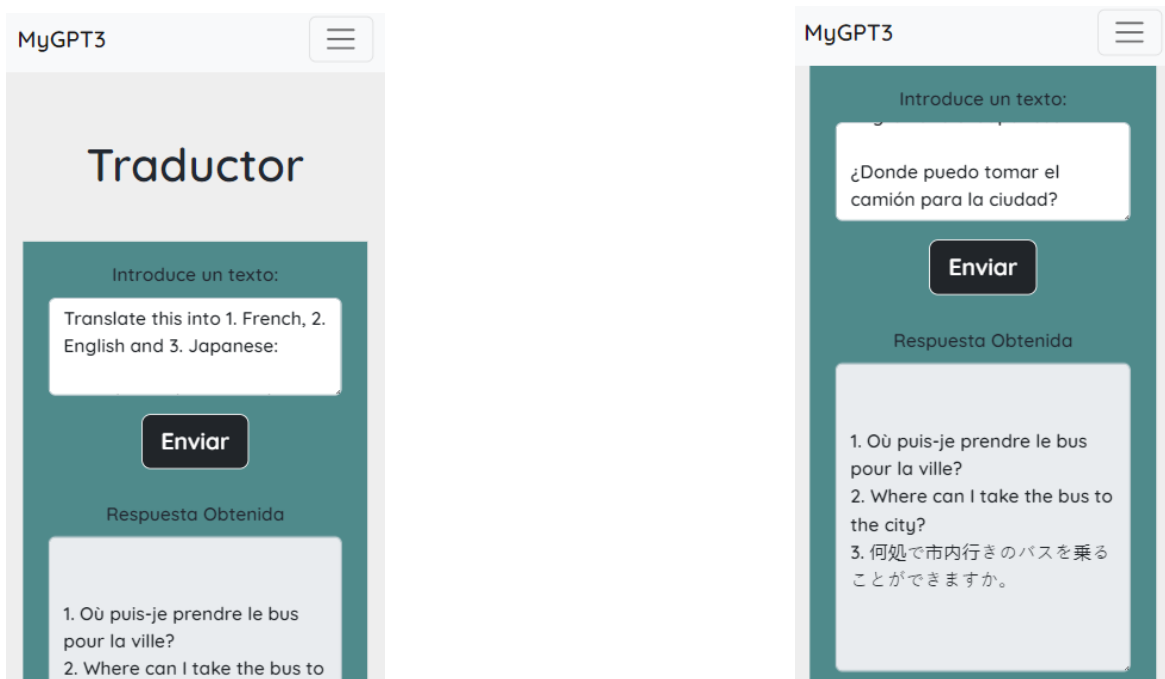 MyGPT3
Traductor
Introduce un texto:
Translate this into 1. French, 2.
English and 3. Japanese:
Enviar
Respuesta Obtenida
1. Où puis-je prendre le bus
pour la ville?
2. Where can I take the bus to
MyGPT3
Introduce un texto:
¿Donde puedo tomar el
camión para la ciudad?
Enviar
Respuesta Obtenida
1. Où puis-je prendre le bus
pour la ville?
2. Where can I take the bus to
the city?
3. 何処で市内行きのバスを乗る
ことができますか。